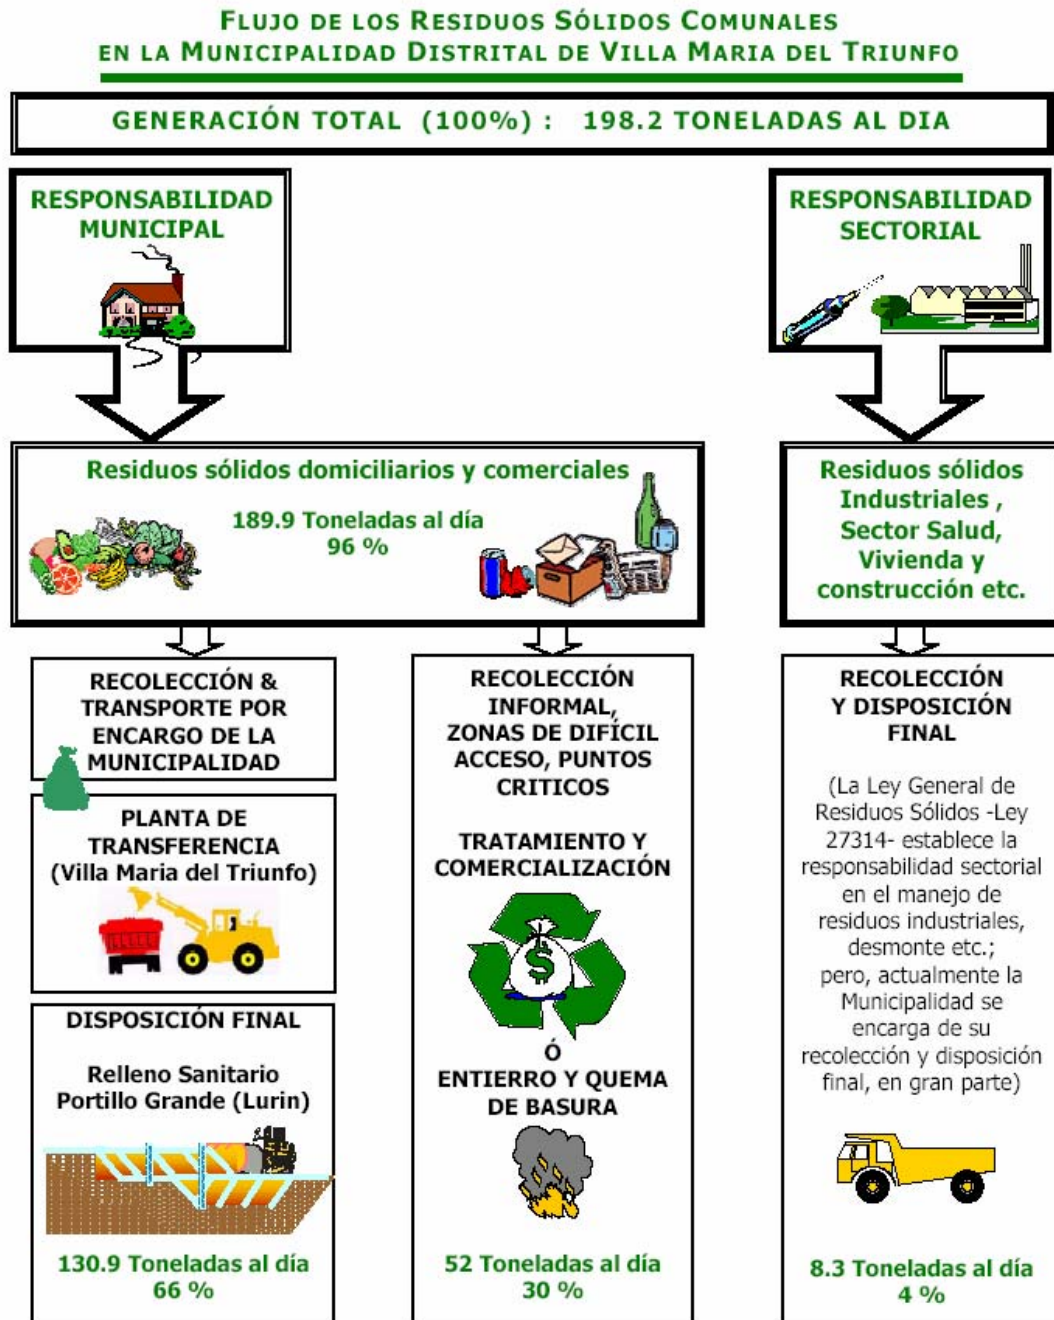 FLUJO DE LOS RESIDUOS SÓLIDOS COMUNALES
EN LA MUNICIPALIDAD DISTRITAL DE VILLA MARIA DEL TRIUNFO
GENERACIÓN TOTAL (100%) : 198.2 TONELADAS AL DIA
RESPONSABILIDAD
MUNICIPAL
RESPONSABILIDAD
SECTORIAL
Residuos sólidos domiciliarios y comerciales
189.9 Toneladas al día
96 %
Residuos sólidos
Industriales ,
Sector Salud,
Vivienda y
construcción etc.
RECOLECCIÓN &
TRANSPORTE POR
ENCARGO DE LA
MUNICIPALIDAD
PLANTA DE
TRANSFERENCIA
(Villa Maria del Triunfo)
DISPOSICIÓN FINAL
Relleno Sanitario
Portillo Grande (Lurin)
130.9 Toneladas al día
66 %
RECOLECCIÓN
INFORMAL,
ZONAS DE DIFÍCIL
ACCESO, PUNTOS
CRITICOS
TRATAMIENTO Y
COMERCIALIZACIÓN
$
Ó
ENTIERRO Y QUEMA
DE BASURA
52 Toneladas al día
30 %
RECOLECCIÓN
Y DISPOSICIÓN
FINAL
(La Ley General de
Residuos Sólidos -Ley
27314- establece la
responsabilidad sectorial
en el manejo de
residuos industriales,
desmonte etc.;
pero, actualmente la
Municipalidad se
encarga de su
recolección y disposición
final, en gran parte)
8.3 Toneladas al día
4 %